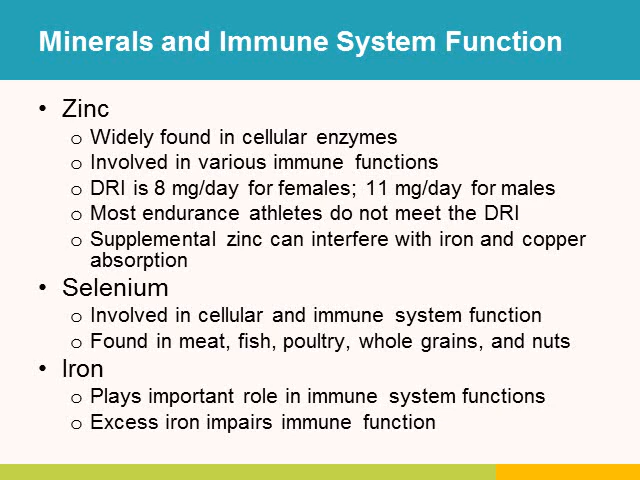 Minerals and Immune System Function
• Zinc
o Widely found in cellular enzymes
o Involved in various immune functions
o DRI is 8 mg/day for females; 11 mg/day for males
o Most endurance athletes do not meet the DRI
o Supplemental zinc can interfere with iron and copper
absorption
• Selenium
o Involved in cellular and immune system function
o Found in meat, fish, poultry, whole grains, and nuts
• Iron
o Plays important role in immune system functions
o Excess iron impairs immune function